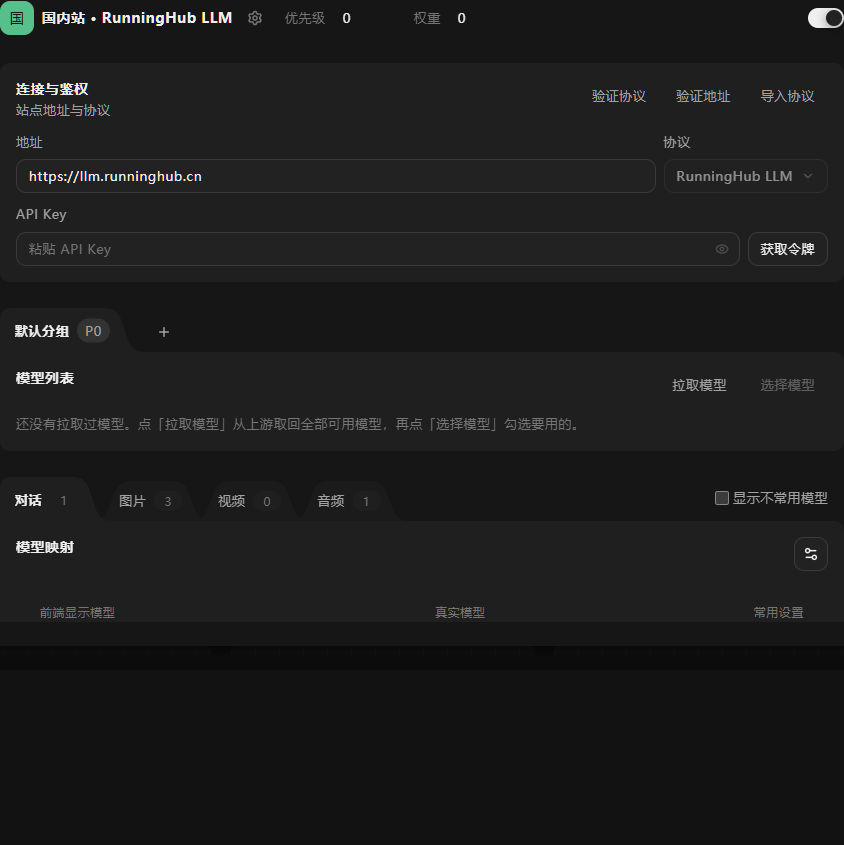 国 国内站 • RunningHub LLM 优先级 0 权重 0
连接与鉴权
站点地址与协议
验证协议 验证地址 导入协议
地址 协议
https://llm.runninghub.cn RunningHub LLM
API Key
粘贴 API Key 获取令牌
默认分组 P0 +
模型列表
拉取模型 选择模型
还没有拉取过模型。点「拉取模型」从上游取回全部可用模型，再点「选择模型」勾选要用的。
对话 1 图片 3 视频 0 音频 1 显示不常用模型
模型映射
前端显示模型 真实模型 常用设置